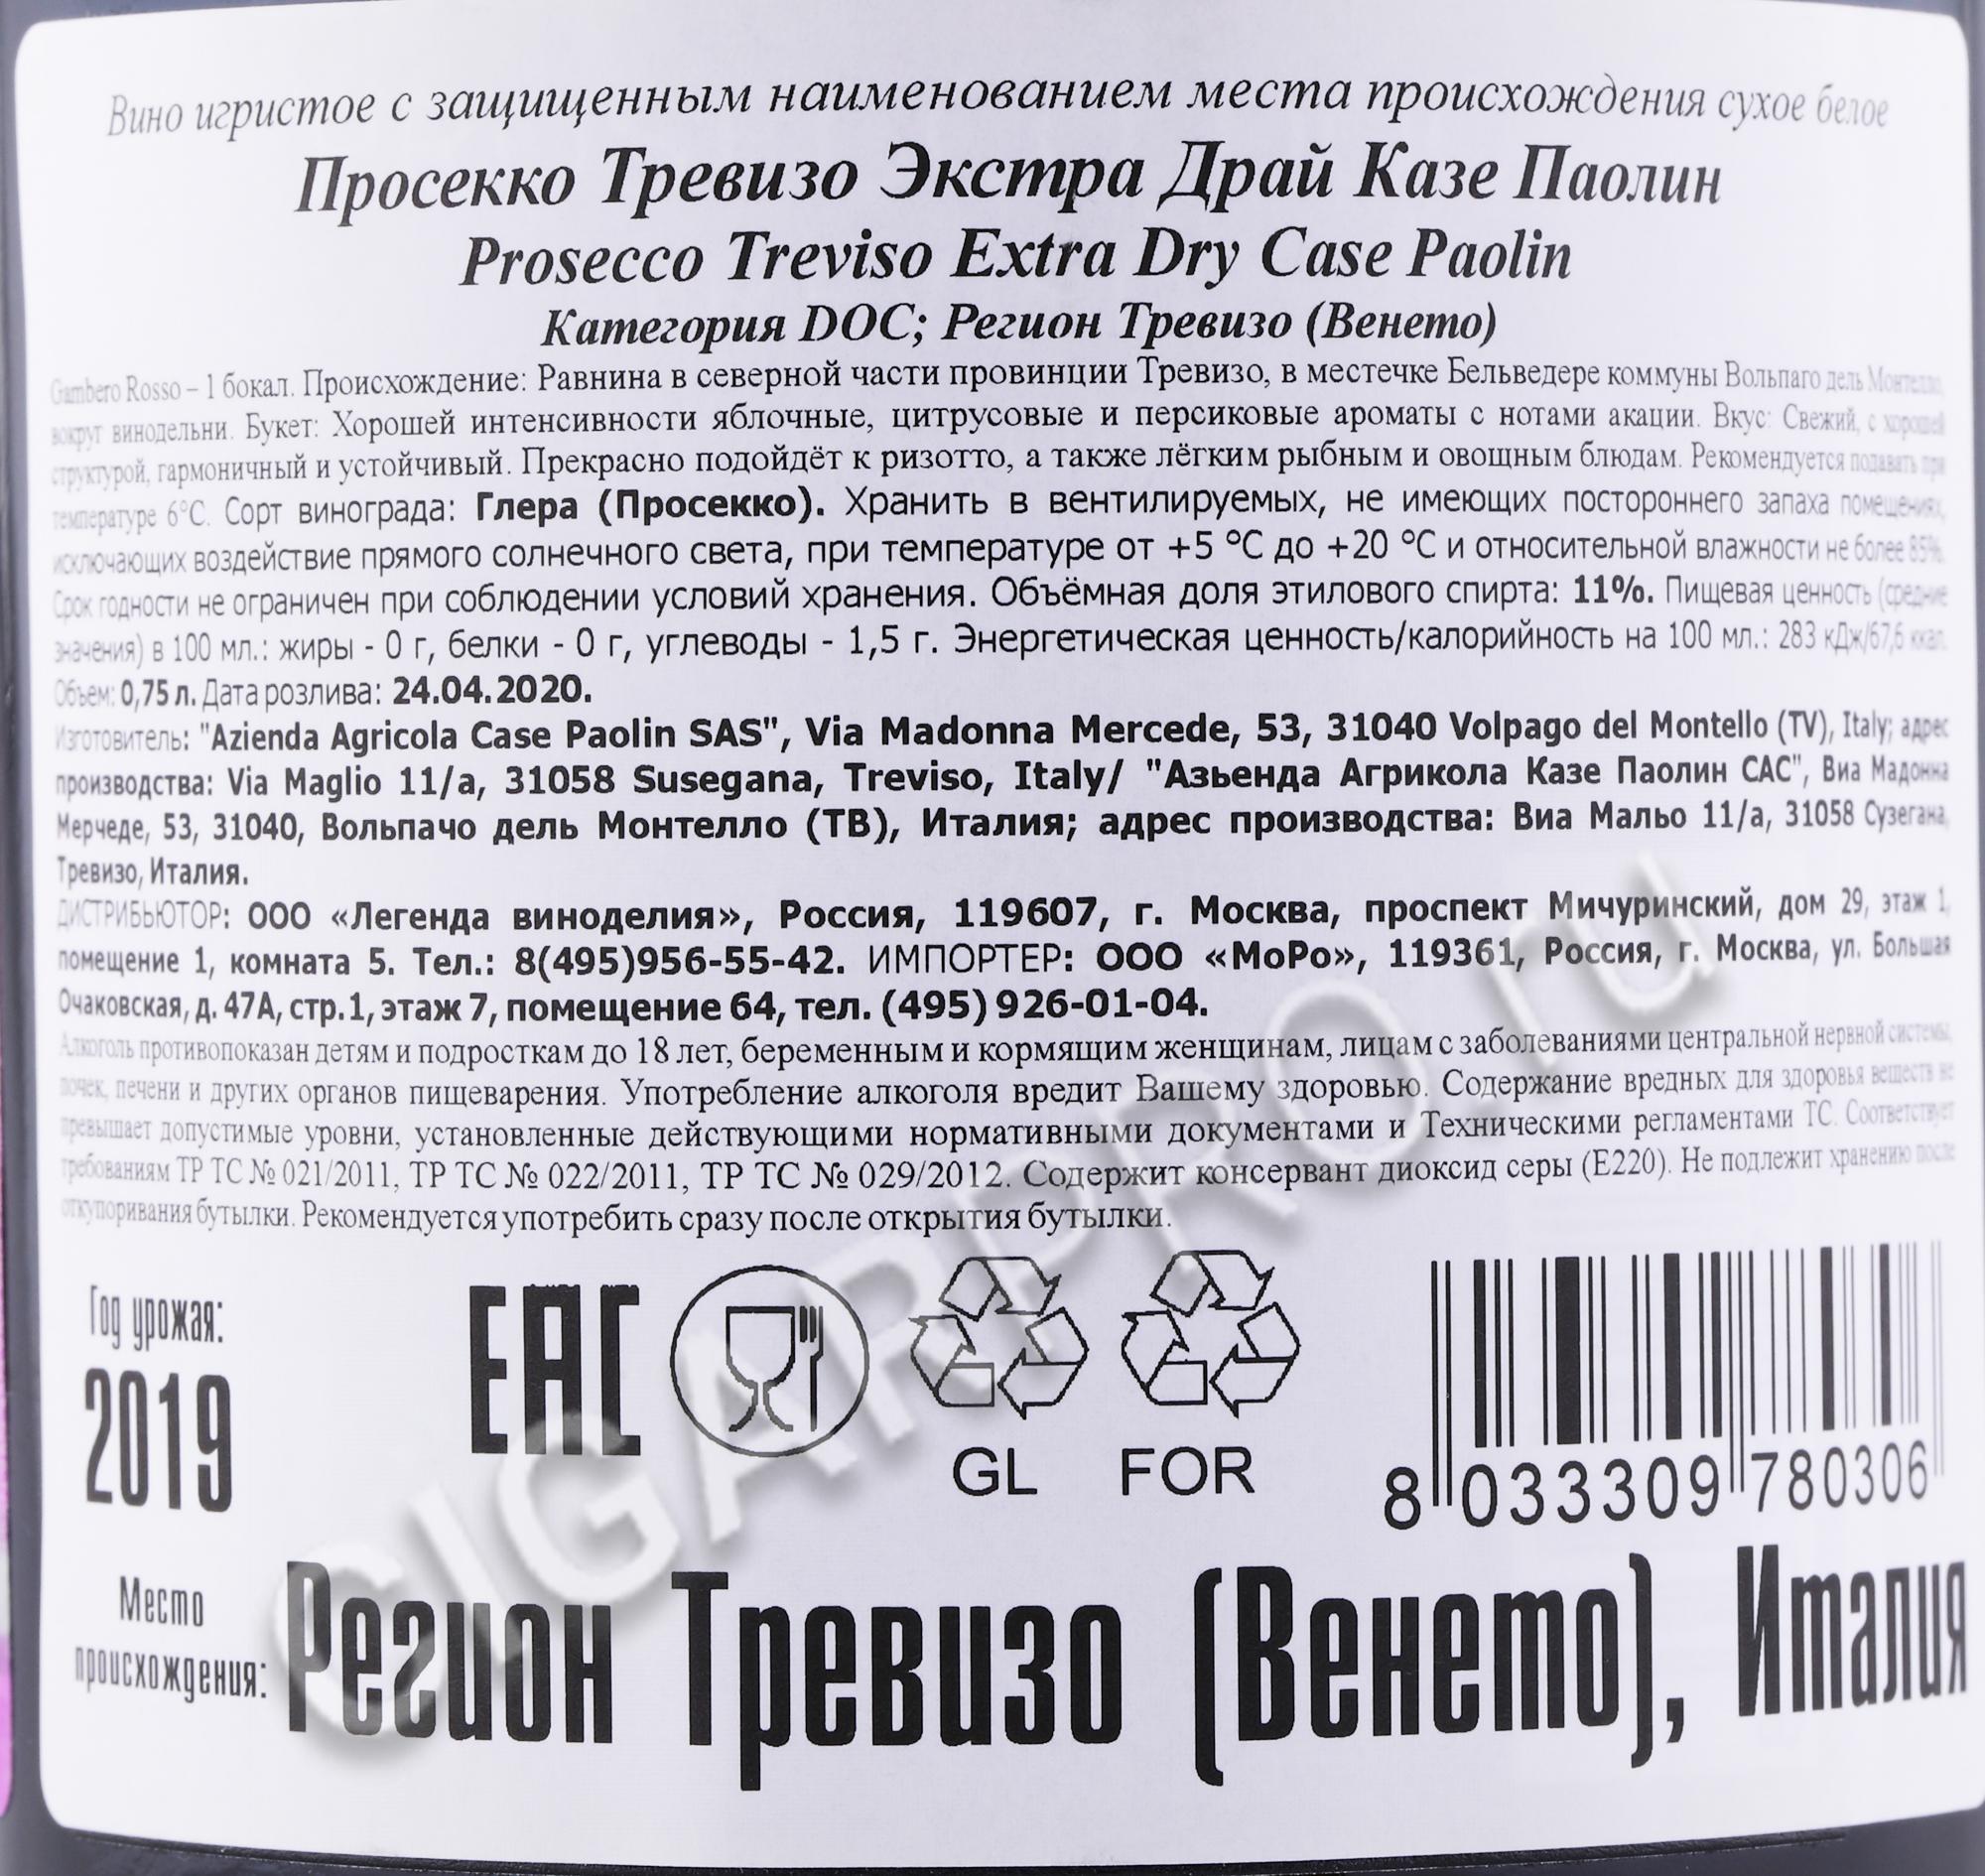 Вино игристое с защищенным наименованием места происхождения сухое белое
Просекко Тревизо Экстра Драй Казе Паолин
Prosecco Treviso Extra Dry Case Paolin
Категория DOC; Регион Тревизо (Венето)
Gambero Rosso – 1 бокал. Происхождение: Равнина в северной части провинции Тревизо, в местечке Бельведере коммуны Вольпаго дель Монтелло,
вокруг винодельни. Букет: Хорошей интенсивности яблочные, цитрусовые и персиковые ароматы с нотами акации. Вкус: Свежий, с хорошей
структурой, гармоничный и устойчивый. Прекрасно подойдёт к ризотто, а также лёгким рыбным и овощным блюдам. Рекомендуется подавать при
температуре 6°C. Сорт винограда: Глера (Просекко). Хранить в вентилируемых, не имеющих постороннего запаха помещениях,
исключающих воздействие прямого солнечного света, при температуре от +5 °C до +20 °C и относительной влажности не более 85%.
Срок годности не ограничен при соблюдении условий хранения. Объёмная доля этилового спирта: 11%. Пищевая ценность (средние
значения) в 100 мл.: жиры - 0 г, белки - 0 г, углеводы - 1,5 г. Энергетическая ценность/калорийность на 100 мл.: 283 кДж/67,6 ккал.
Объем: 0,75 л. Дата розлива: 24.04.2020.
Изготовитель: "Azienda Agricola Case Paolin SAS", Via Madonna Mercede, 53, 31040 Volpago del Montello (TV), Italy; адрес
производства: Via Maglio 11/a, 31058 Susegana, Treviso, Italy/ "Азьенда Агрикола Казе Паолин САС", Виа Мадонна
Мерчеде, 53, 31040, Вольпачо дель Монтелло (ТВ), Италия; адрес производства: Виа Мальо 11/а, 31058 Сузегана,
Тревизо, Италия.
ДИСТРИБЬЮТОР: ООО «Легенда виноделия», Россия, 119607, г. Москва, проспект Мичуринский, дом 29, этаж 1,
помещение 1, комната 5. Тел.: 8(495)956-55-42. ИМПОРТЕР: ООО «МоРо», 119361, Россия, г. Москва, ул. Большая
Очаковская, д. 47А, стр.1, этаж 7, помещение 64, тел. (495) 926-01-04.
Алкоголь противопоказан детям и подросткам до 18 лет, беременным и кормящим женщинам, лицам с заболеваниями центральной нервной системы,
почек, печени и других органов пищеварения. Употребление алкоголя вредит Вашему здоровью. Содержание вредных для здоровья веществ не
превышает допустимые уровни, установленные действующими нормативными документами и Техническими регламентами ТС. Соответствует
требованиям ТР ТС № 021/2011, ТР ТС № 022/2011, ТР ТС № 029/2012. Содержит консервант диоксид серы (Е220). Не подлежит хранению после
откупоривания бутылки. Рекомендуется употребить сразу после открытия бутылки.
Год урожая:
2019
EAC
GL FOR
8 033309 780306
Место
происхождения:
Регион Тревизо (Венето), Италия
CIGARPRO.ru